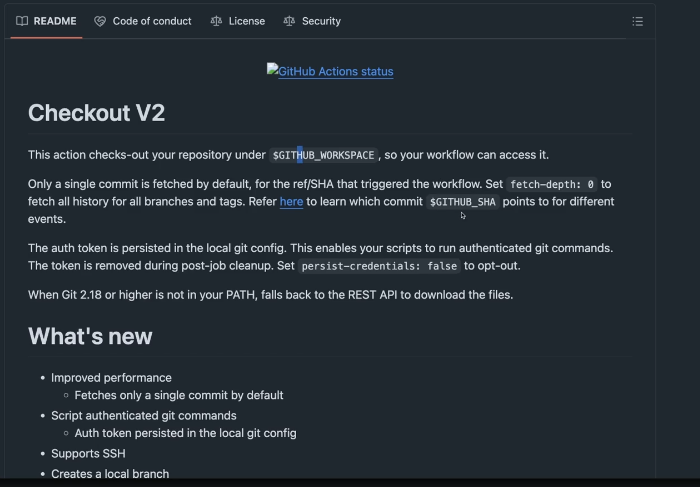 README Code of conduct License Security
GitHub Actions status
Checkout V2
This action checks-out your repository under $GITHUB_WORKSPACE, so your workflow can access it.
Only a single commit is fetched by default, for the ref/SHA that triggered the workflow. Set fetch-depth: 0 to
fetch all history for all branches and tags. Refer here to learn which commit $GITHUB_SHA points to for different
events.
The auth token is persisted in the local git config. This enables your scripts to run authenticated git commands.
The token is removed during post-job cleanup. Set persist-credentials: false to opt-out.
When Git 2.18 or higher is not in your PATH, falls back to the REST API to download the files.
What's new
• Improved performance
◦ Fetches only a single commit by default
• Script authenticated git commands
◦ Auth token persisted in the local git config
• Supports SSH
• Creates a local branch